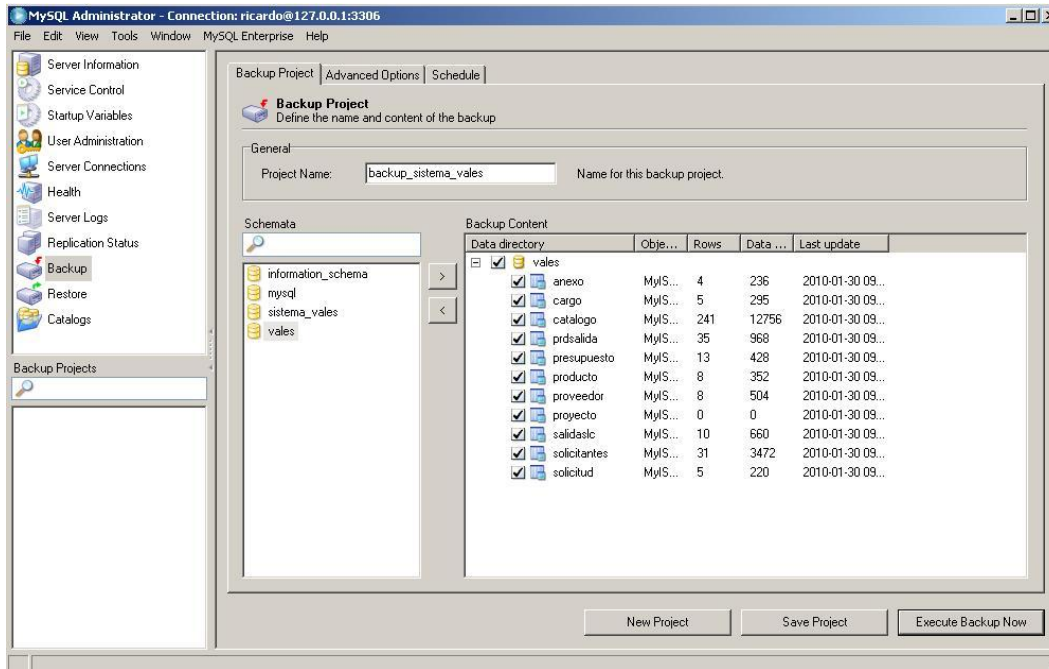 MySQL Administrator - Connection: ricardo@127.0.0.1:3306
File Edit View Tools Window MySQL Enterprise Help
Server Information
Service Control
Startup Variables
User Administration
Server Connections
Health
Server Logs
Replication Status
Backup
Restore
Catalogs
Backup Projects
Backup Project Advanced Options Schedule
Backup Project
Define the name and content of the backup
General
Project Name: backup_sistema_vales Name for this backup project.
Schemata
information_schema
mysql
sistema_vales
vales
>
<
Backup Content
Data directory Obje... Rows Data ... Last update
vales
anexo MyIS... 4 236 2010-01-30 09...
cargo MyIS... 5 295 2010-01-30 09...
catalogo MyIS... 241 12756 2010-01-30 09...
prdsalida MyIS... 35 968 2010-01-30 09...
presupuesto MyIS... 13 428 2010-01-30 09...
producto MyIS... 8 352 2010-01-30 09...
proveedor MyIS... 8 504 2010-01-30 09...
proyecto MyIS... 0 0 2010-01-30 09...
salidaslc MyIS... 10 660 2010-01-30 09...
solicitantes MyIS... 31 3472 2010-01-30 09...
solicitud MyIS... 5 220 2010-01-30 09...
New Project Save Project Execute Backup Now